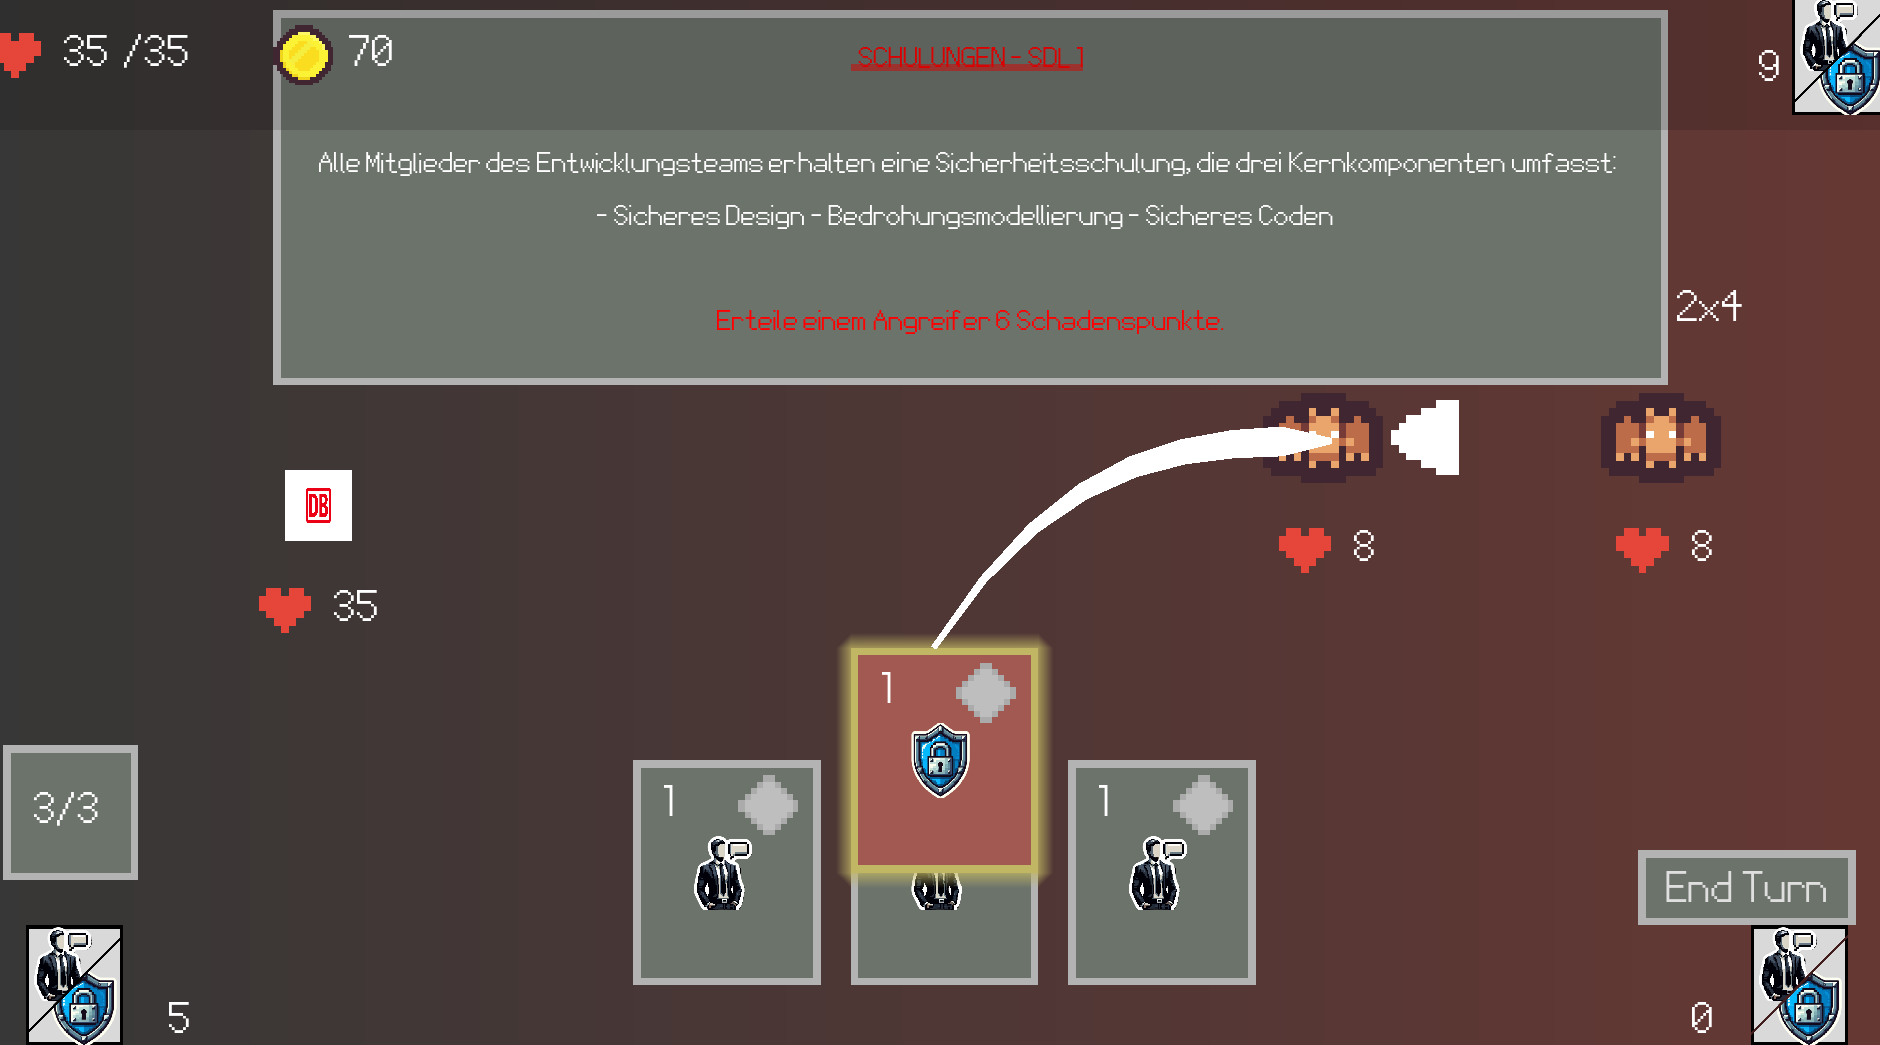 35 /35
70
SCHULUNGEN - SDL 1
9
Alle Mitglieder des Entwicklungsteams erhalten eine Sicherheitsschulung, die drei Kernkomponenten umfasst:
- Sicheres Design - Bedrohungsmodellierung - Sicheres Coden
Erteile einem Angreifer 6 Schadenspunkte.
2x4
DB
8
8
35
1
1
1
3/3
End Turn
5
0